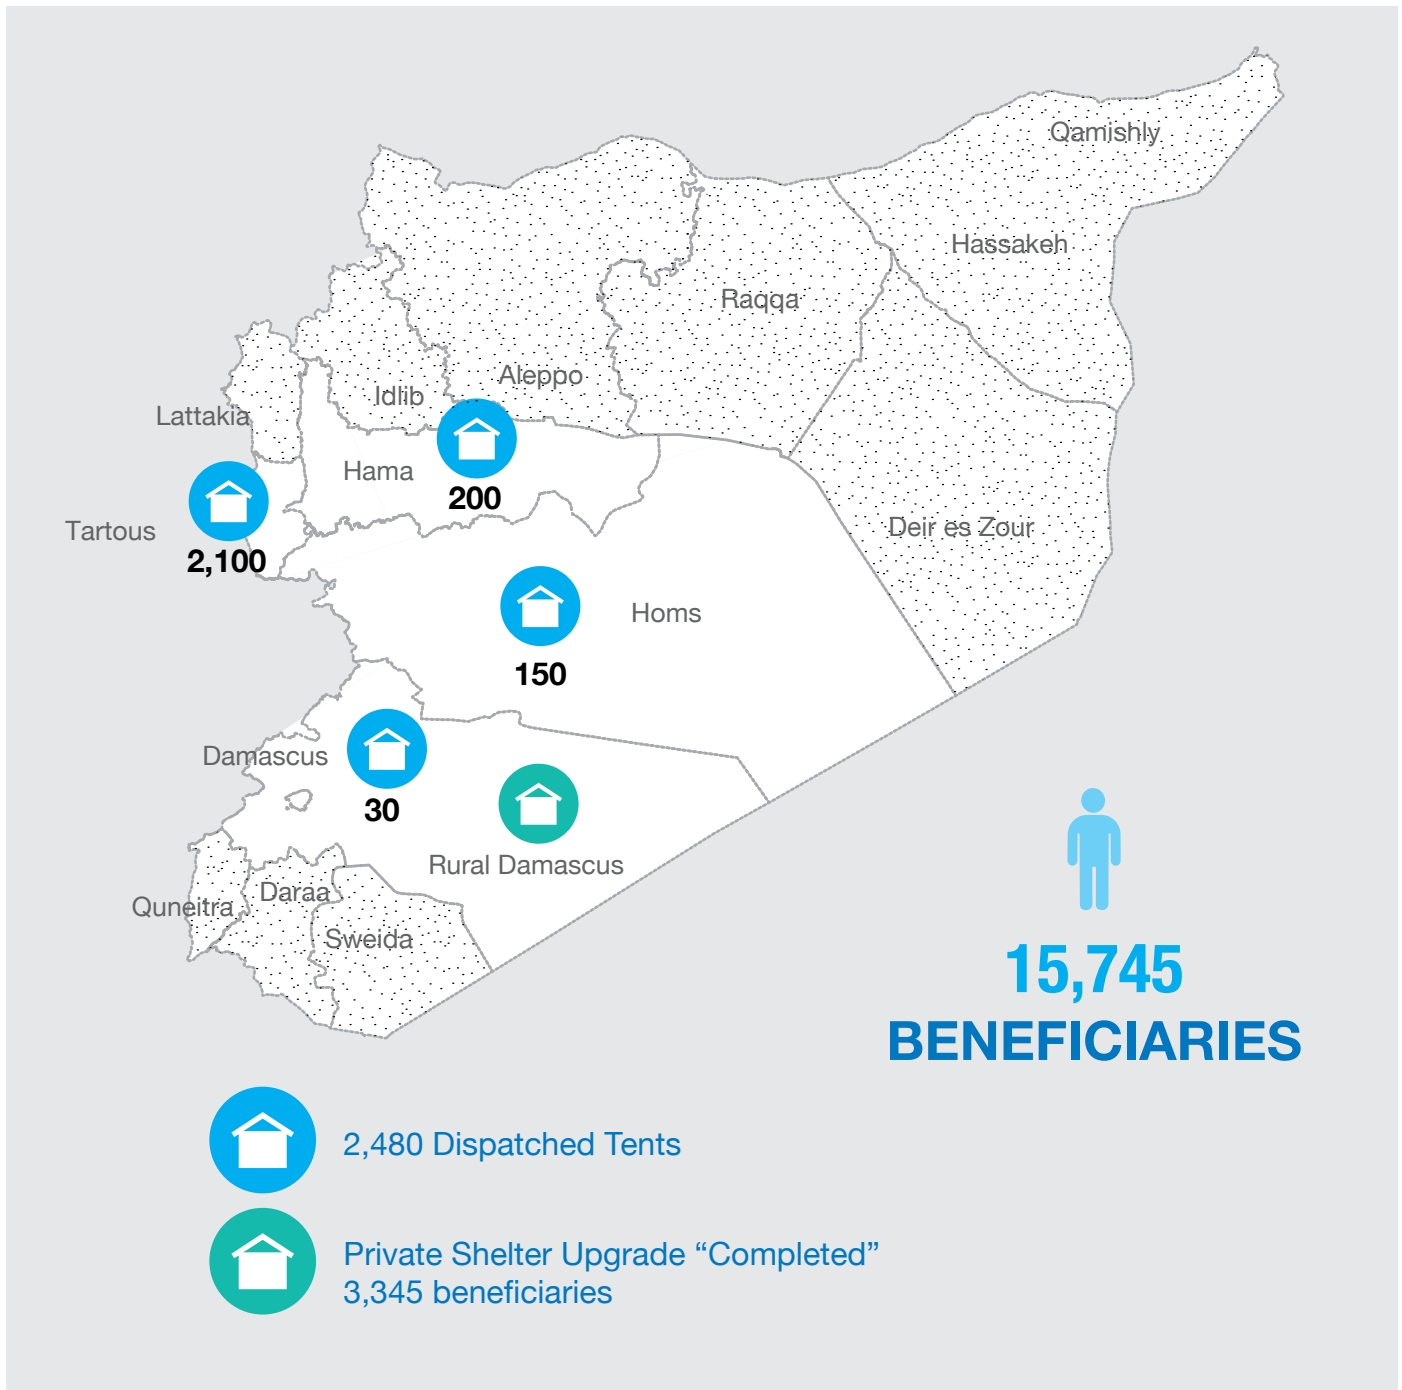 Qamishly
Hassakeh
Raqqa
Aleppo
Idlib
Lattakia
Hama
200
Tartous
2,100
Deir es Zour
Homs
150
Damascus
30
Rural Damascus
Quneitra
Daraa
Sweida
15,745
BENEFICIARIES
2,480 Dispatched Tents
Private Shelter Upgrade “Completed”
3,345 beneficiaries